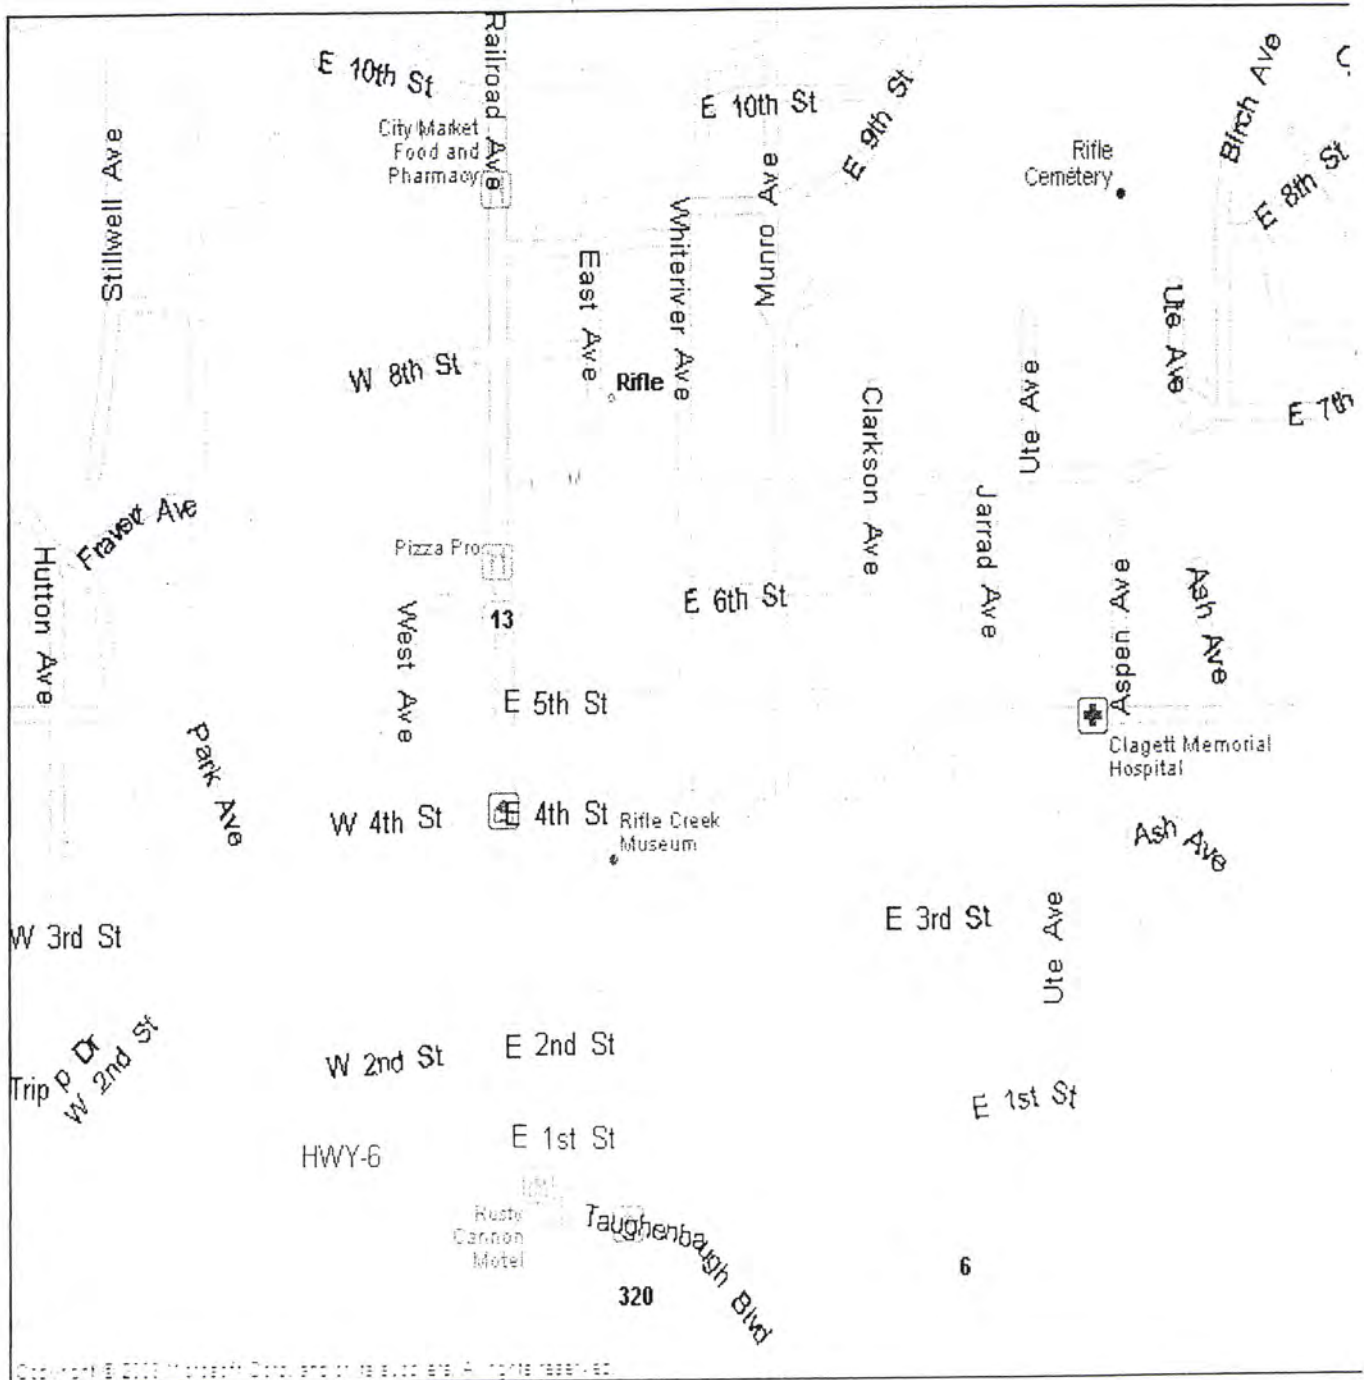 E 10th St
Railroad Ave
City Market
Food and
Pharmacy
E 10th St
E 9th St
Birch Ave
Stillwell Ave
Munro Ave
Rifle
Cemetery
E 8th St
Whiteriver Ave
East Ave
Ute Ave
W 8th St
Rifle
Ute Ave
E 7th
Clarkson Ave
Fravert Ave
Jarrad Ave
Hutton Ave
Pizza Pro
West Ave
13
E 6th St
Aspen Ave
Ash Ave
E 5th St
Park Ave
Clagett Memorial
Hospital
W 4th St
E 4th St
Rifle Creek
Museum
Ash Ave
W 3rd St
E 3rd St
Ute Ave
Tripp Dr
W 2nd St
W 2nd St
E 2nd St
E 1st St
E 1st St
HWY-6
Cannon
Motel
Taughenbaugh Blvd
6
320